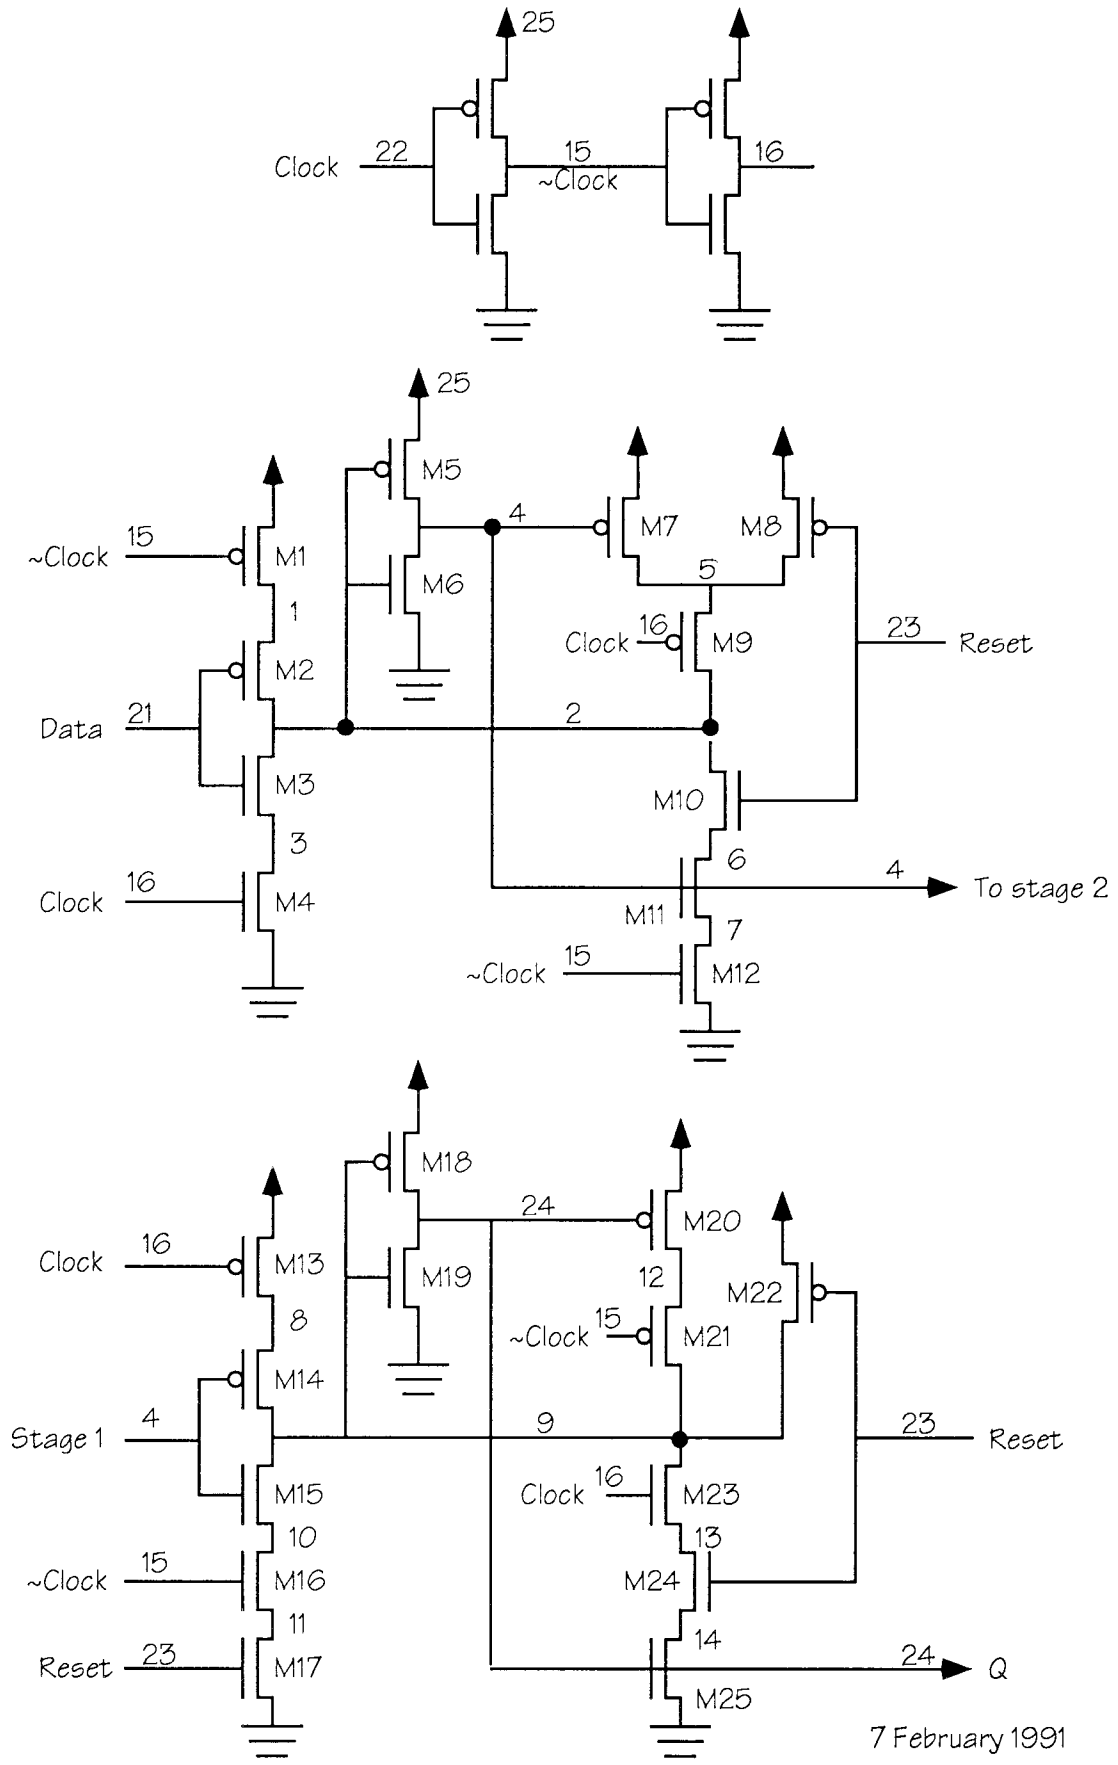 25
Clock 22 15 16
~Clock
25
4 M7 M8
M5
15
~Clock M1
M6
5
1
16 23
Clock M9 Reset
M2
21 2
Data
M3
M10
3
6
16 4
Clock M4 To stage 2
M11
7
15
~Clock M12
M18
24
M20
16
Clock M13
M19 12
M22
8
15
~Clock M21
M14
4 9 23
Stage 1 Reset
16
Clock M23
M15
10 13
15
~Clock M16 M24
11
14
23 24
Reset M17 Q
M25
7 February 1991